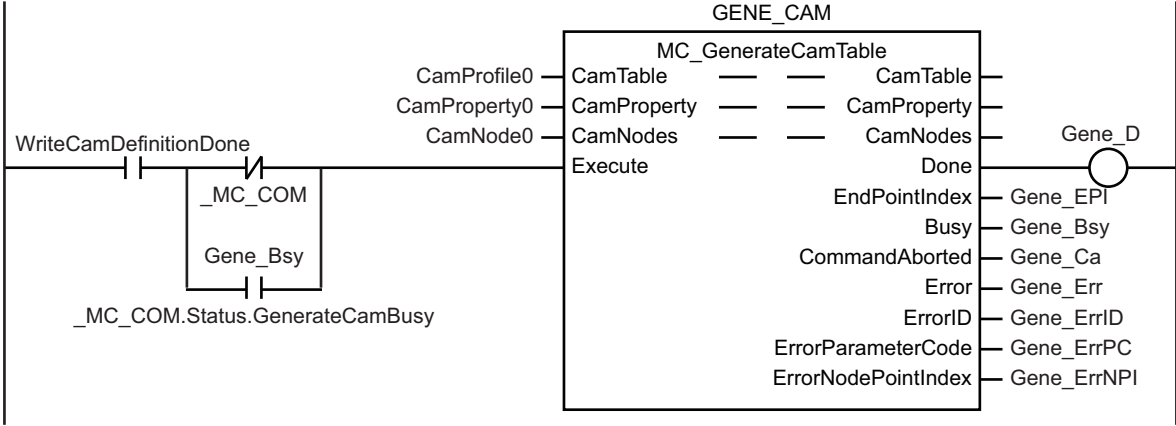 GENE_CAM
MC_GenerateCamTable
CamProfile0 CamTable CamTable
CamProperty0 CamProperty CamProperty
CamNode0 CamNodes CamNodes
WriteCamDefinitionDone Execute Done Gene_D
_MC_COM
EndPointIndex Gene_EPI
Busy Gene_Bsy
Gene_Bsy
CommandAborted Gene_Ca
Error Gene_Err
_MC_COM.Status.GenerateCamBusy
ErrorID Gene_ErrID
ErrorParameterCode Gene_ErrPC
ErrorNodePointIndex Gene_ErrNPI